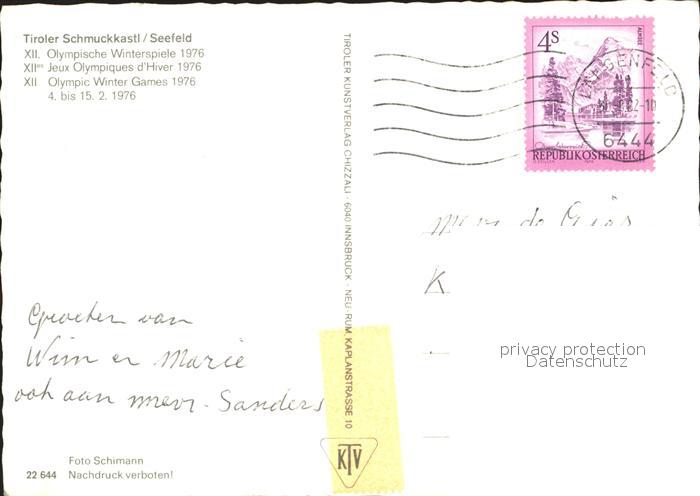 Tiroler Schmuckkastl / Seefeld
XII. Olympische Winterspiele 1976
XIIes Jeux Olympiques d'Hiver 1976
XII Olympic Winter Games 1976
4. bis 15. 2. 1976
TIROLER KUNSTVERLAG CHIZZALI · 6040 INNSBRUCK - NEU-RUM, KAPLANSTRASSE 10
4S
ALMSEE
REPUBLIK ÖSTERREICH
LÄNGENFELD
6444
K
Groeten van
Wim en Marie
ook aan mevr. Sanders
privacy protection
Datenschutz
KTV
Foto Schimann
22 644 Nachdruck verboten!